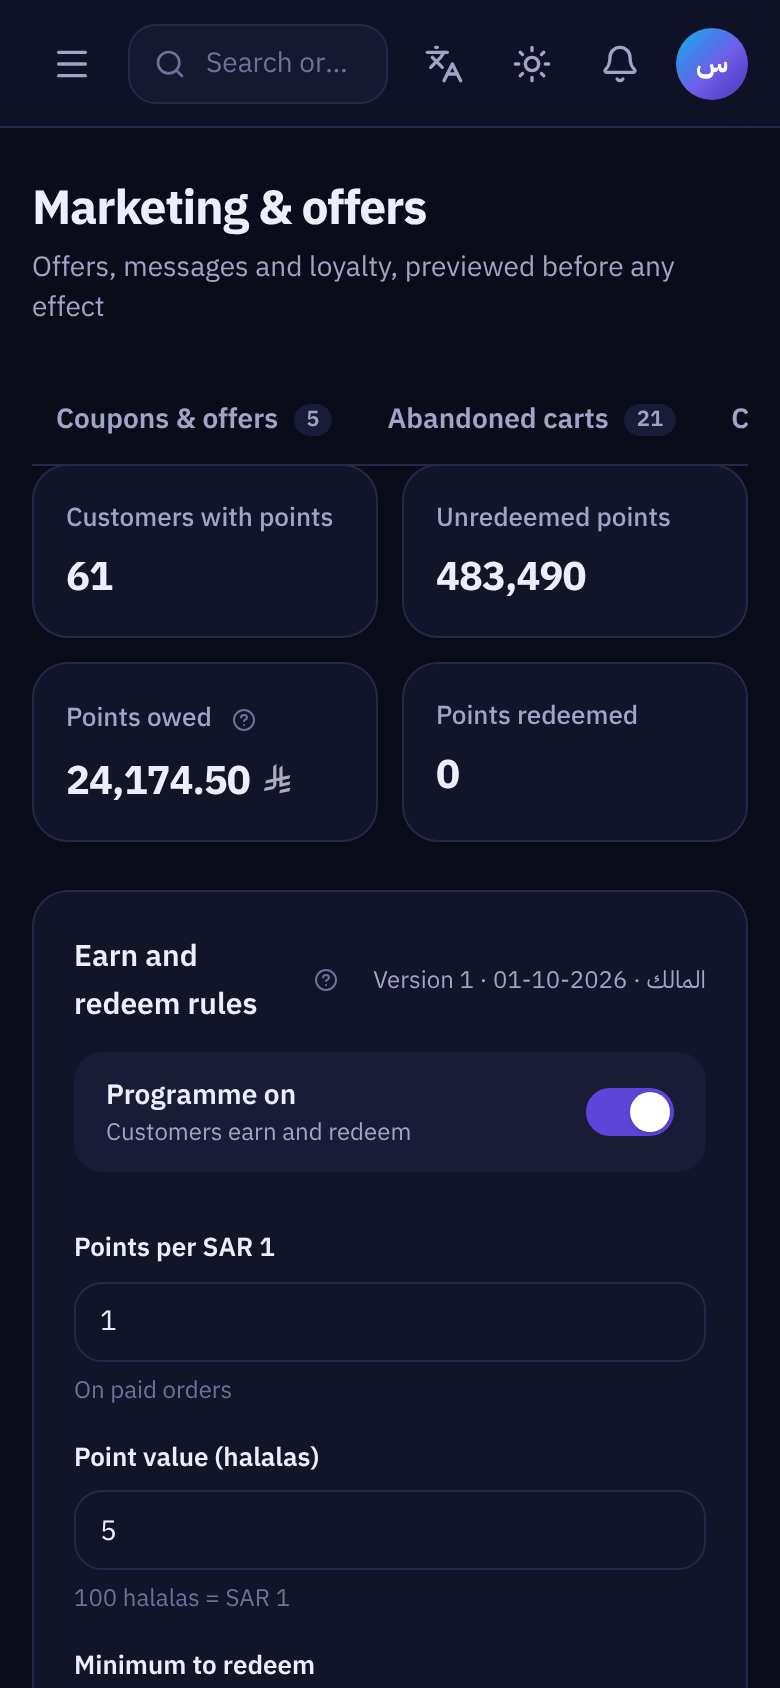 Search or...
س
Marketing & offers
Offers, messages and loyalty, previewed before any
effect
Coupons & offers 5 Abandoned carts 21 C
Customers with points
61
Unredeemed points
483,490
Points owed
24,174.50 ⃁
Points redeemed
0
Earn and
redeem rules
Version 1 · 01-10-2026 · المالك
Programme on
Customers earn and redeem
Points per SAR 1
1
On paid orders
Point value (halalas)
5
100 halalas = SAR 1
Minimum to redeem